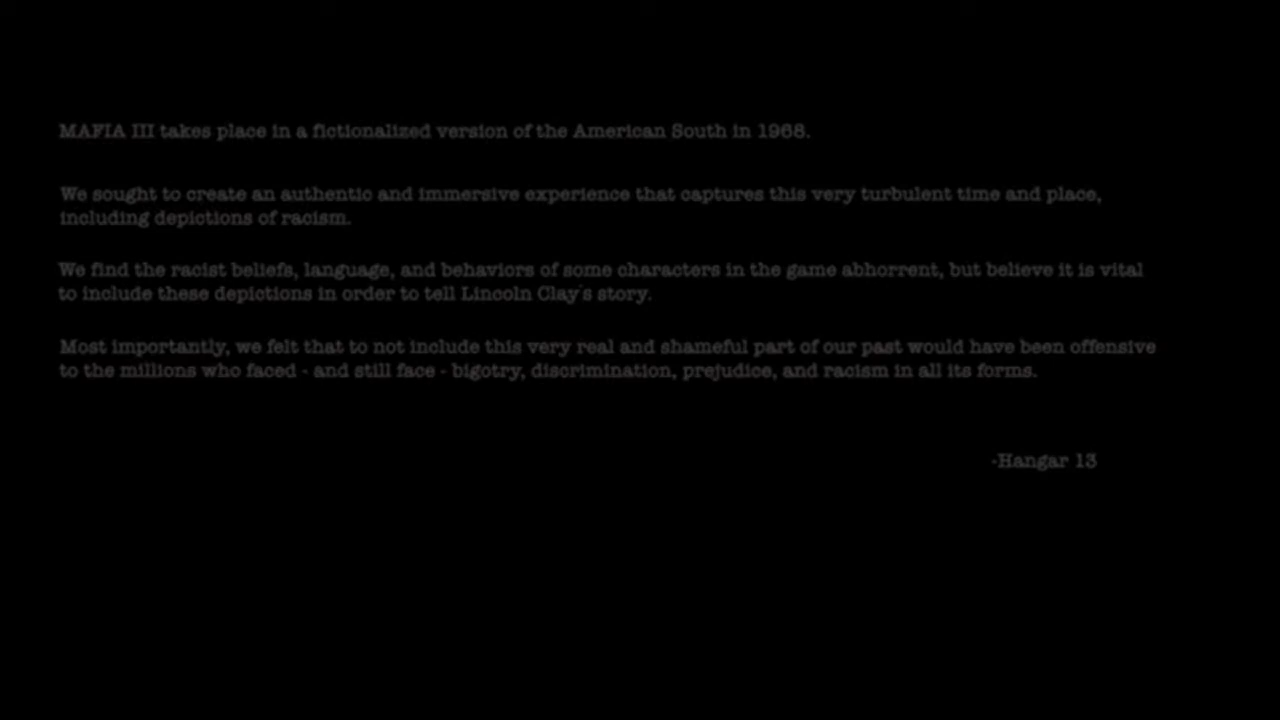 MAFIA III takes place in a fictionalized version of the American South in 1968.
We sought to create an authentic and immersive experience that captures this very turbulent time and place,
including depictions of racism.
We find the racist beliefs, language, and behaviors of some characters in the game abhorrent, but believe it is vital
to include these depictions in order to tell Lincoln Clay's story.
Most importantly, we felt that to not include this very real and shameful part of our past would have been offensive
to the millions who faced - and still face - bigotry, discrimination, prejudice, and racism in all its forms.
-Hangar 13